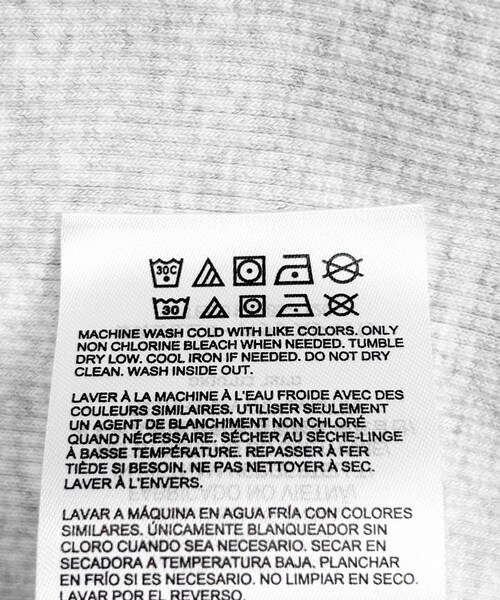 30C
30
MACHINE WASH COLD WITH LIKE COLORS. ONLY
NON CHLORINE BLEACH WHEN NEEDED. TUMBLE
DRY LOW. COOL IRON IF NEEDED. DO NOT DRY
CLEAN. WASH INSIDE OUT.
LAVER À LA MACHINE À L'EAU FROIDE AVEC DES
COULEURS SIMILAIRES. UTILISER SEULEMENT
UN AGENT DE BLANCHIMENT NON CHLORÉ
QUAND NÉCESSAIRE. SÉCHER AU SÈCHE-LINGE
À BASSE TEMPÉRATURE. REPASSER À FER
TIÈDE SI BESOIN. NE PAS NETTOYER À SEC.
LAVER À L'ENVERS.
FABRICADO NO VIETNÃ
LAVAR A MÁQUINA EN AGUA FRÍA CON COLORES
SIMILARES. ÚNICAMENTE BLANQUEADOR SIN
CLORO CUANDO SEA NECESARIO. SECAR EN
SECADORA A TEMPERATURA BAJA. PLANCHAR
EN FRÍO SI ES NECESARIO. NO LIMPIAR EN SECO.
LAVAR POR EL REVERSO.